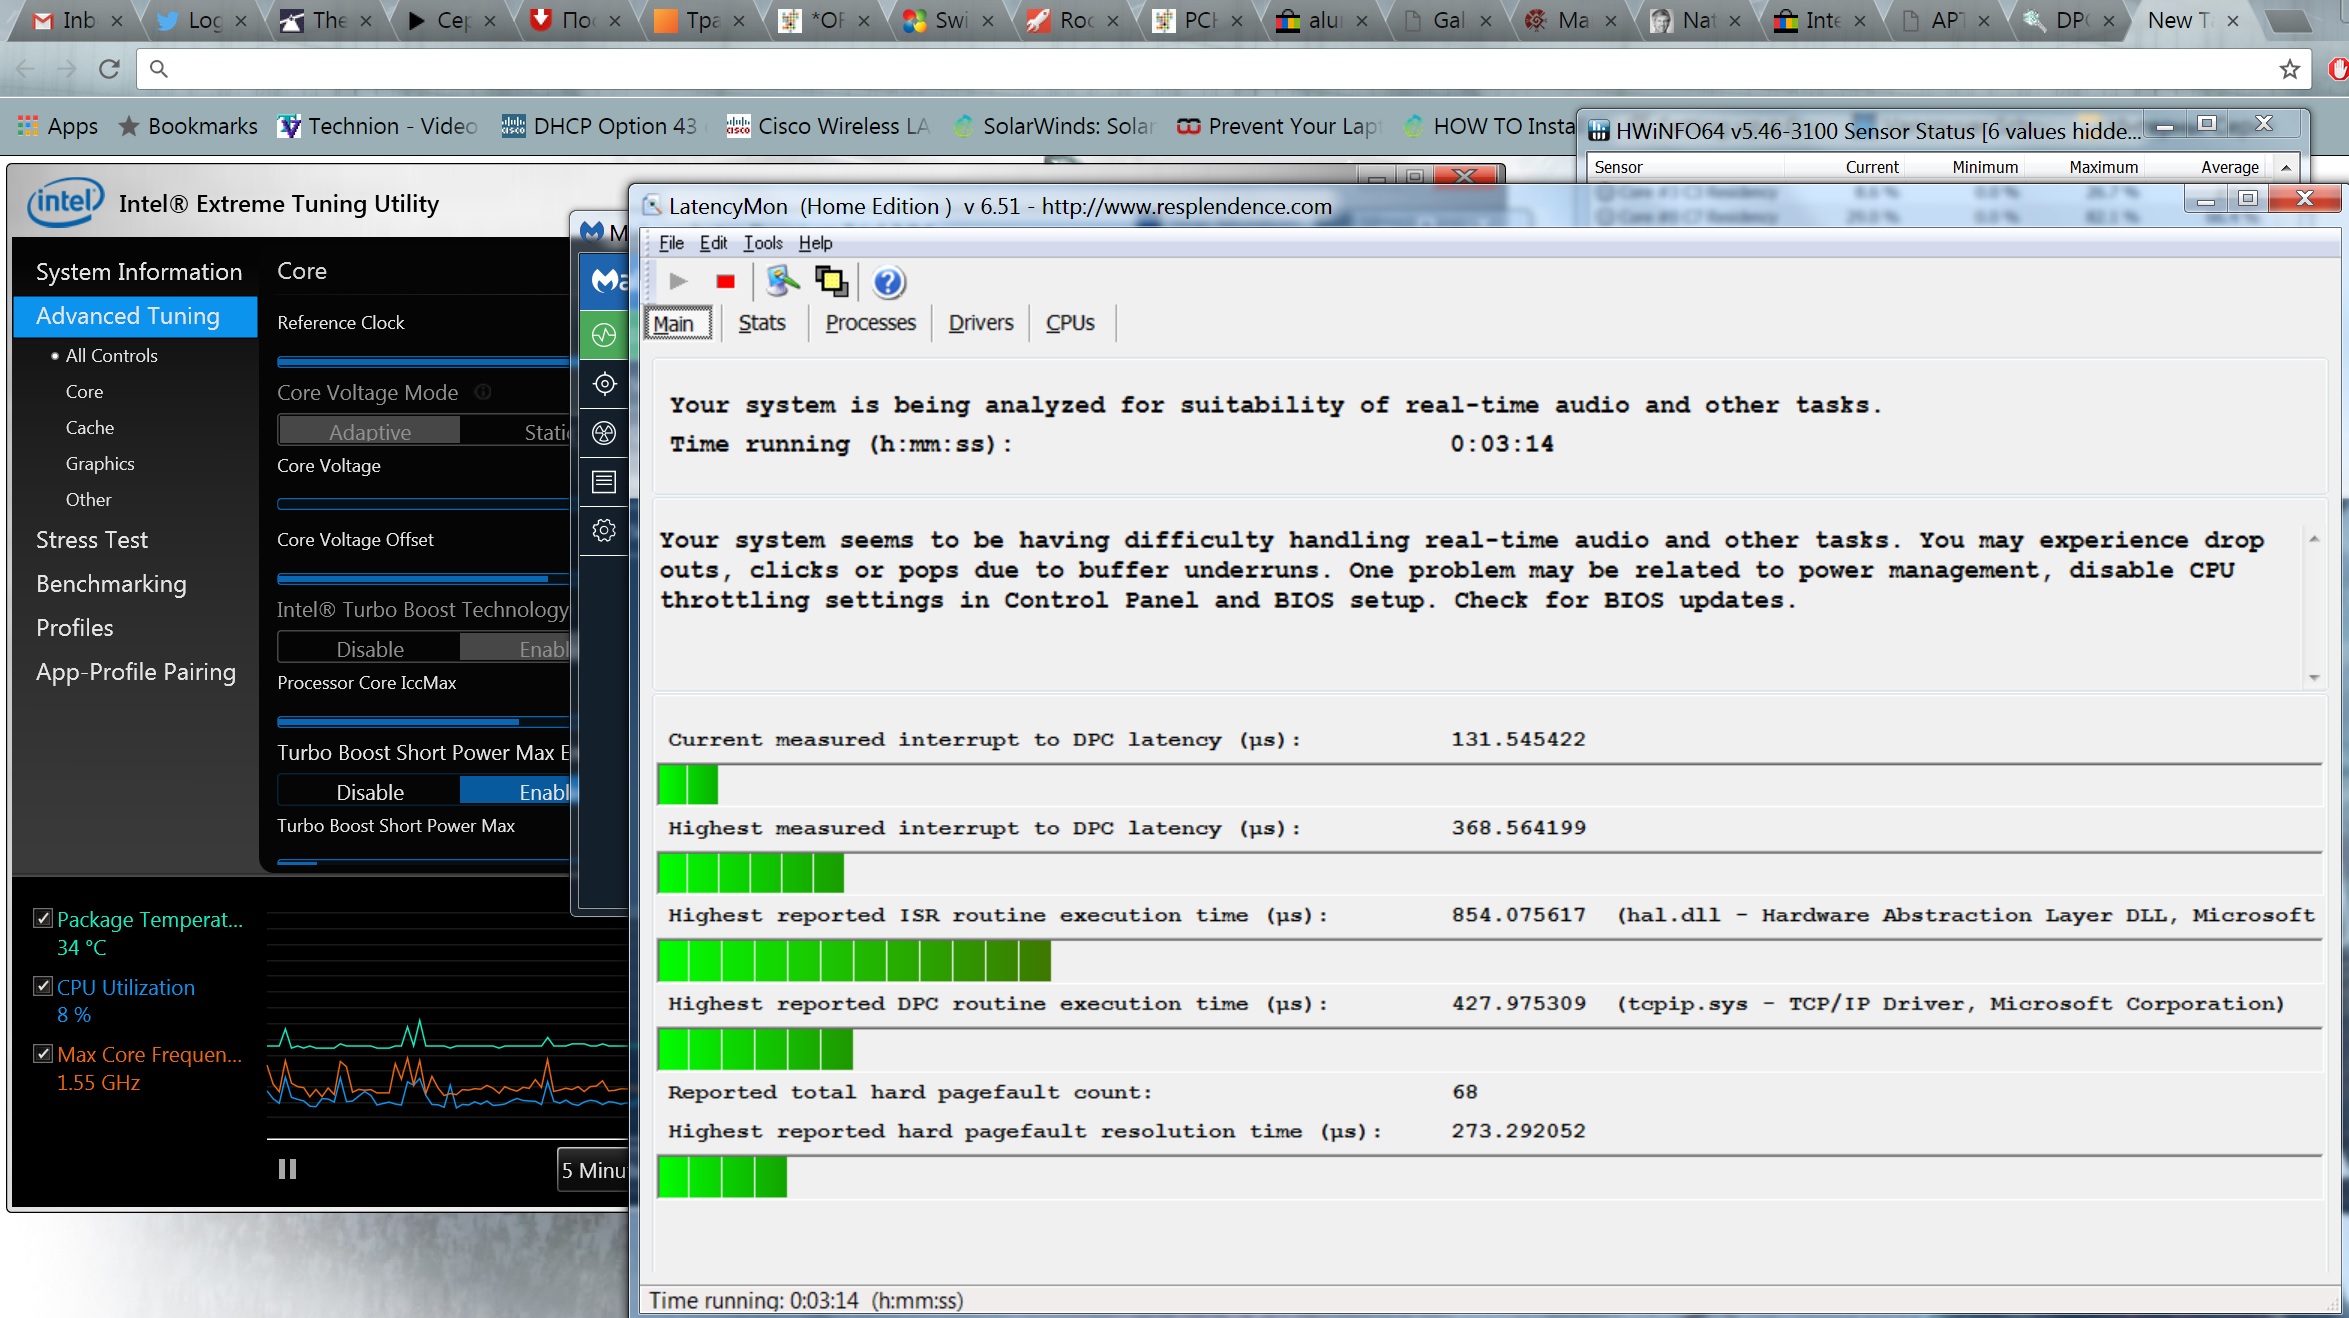 Inb
Log
The
Сер
Пос
Тра
*OF
Swi
Roc
PCH
alur
Gal
Ma
Nat
Inte
APT
DPC
New T
Apps
Bookmarks
Technion - Video
DHCP Option 43
Cisco Wireless LA
SolarWinds: Solar
Prevent Your Lapt
HOW TO Insta
HWiNFO64 v5.46-3100 Sensor Status [6 values hidde...
Sensor Current Minimum Maximum Average
intel
Intel® Extreme Tuning Utility
System Information
Advanced Tuning
All Controls
Core
Cache
Graphics
Other
Stress Test
Benchmarking
Profiles
App-Profile Pairing
Core
Reference Clock
Core Voltage Mode
Adaptive Static
Core Voltage
Core Voltage Offset
Intel® Turbo Boost Technology
Disable Enabl
Processor Core IccMax
Turbo Boost Short Power Max E
Disable Enabl
Turbo Boost Short Power Max
Package Temperat...
34 °C
CPU Utilization
8 %
Max Core Frequen...
1.55 GHz
5 Minu
M
Ma
LatencyMon (Home Edition ) v 6.51 - http://www.resplendence.com
File Edit Tools Help
Main Stats Processes Drivers CPUs
Your system is being analyzed for suitability of real-time audio and other tasks.
Time running (h:mm:ss): 0:03:14
Your system seems to be having difficulty handling real-time audio and other tasks. You may experience drop
outs, clicks or pops due to buffer underruns. One problem may be related to power management, disable CPU
throttling settings in Control Panel and BIOS setup. Check for BIOS updates.
Current measured interrupt to DPC latency (µs): 131.545422
Highest measured interrupt to DPC latency (µs): 368.564199
Highest reported ISR routine execution time (µs): 854.075617 (hal.dll - Hardware Abstraction Layer DLL, Microsoft
Highest reported DPC routine execution time (µs): 427.975309 (tcpip.sys - TCP/IP Driver, Microsoft Corporation)
Reported total hard pagefault count: 68
Highest reported hard pagefault resolution time (µs): 273.292052
Time running: 0:03:14 (h:mm:ss)